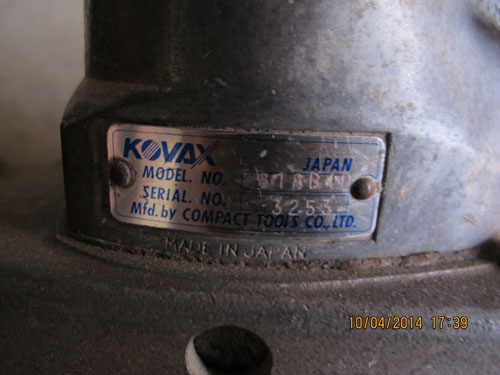 KOVAX
JAPAN
MODEL. NO.
SERIAL. NO. 3253
Mfd. by COMPACT TOOLS CO., LTD.
MADE IN JAPAN
10/04/2014 17:39